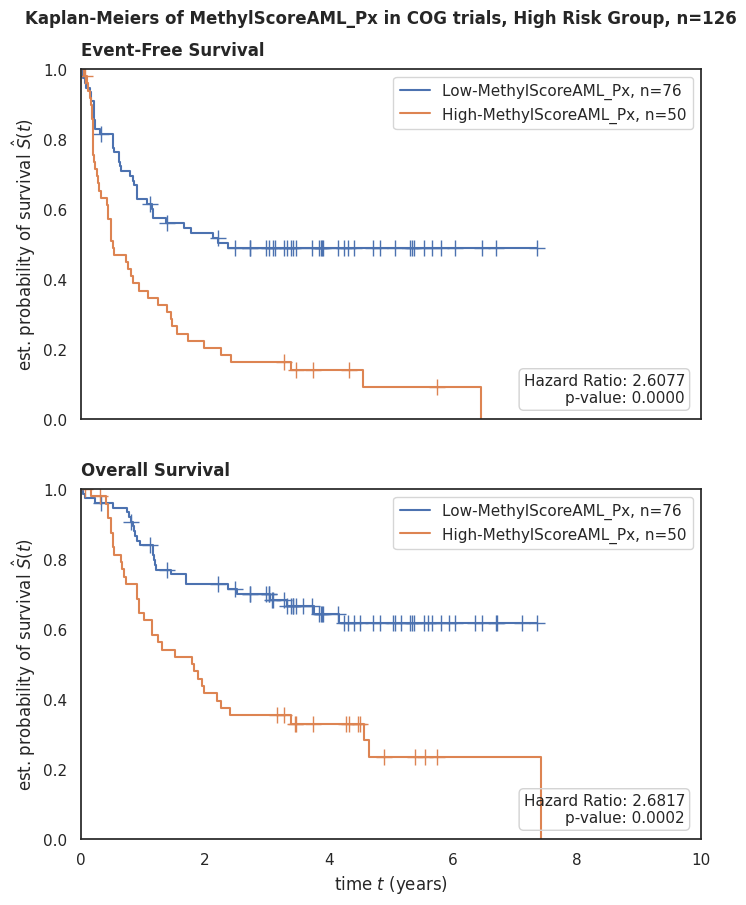 Kaplan-Meiers of MethylScoreAML_Px in COG trials, High Risk Group, n=126
Event-Free Survival
est. probability of survival Ŝ(t)
1.0
0.8
0.6
0.4
0.2
0.0
Low-MethylScoreAML_Px, n=76
High-MethylScoreAML_Px, n=50
Hazard Ratio: 2.6077
p-value: 0.0000
Overall Survival
est. probability of survival Ŝ(t)
1.0
0.8
0.6
0.4
0.2
0.0
Low-MethylScoreAML_Px, n=76
High-MethylScoreAML_Px, n=50
Hazard Ratio: 2.6817
p-value: 0.0002
0 2 4 6 8 10
time t (years)